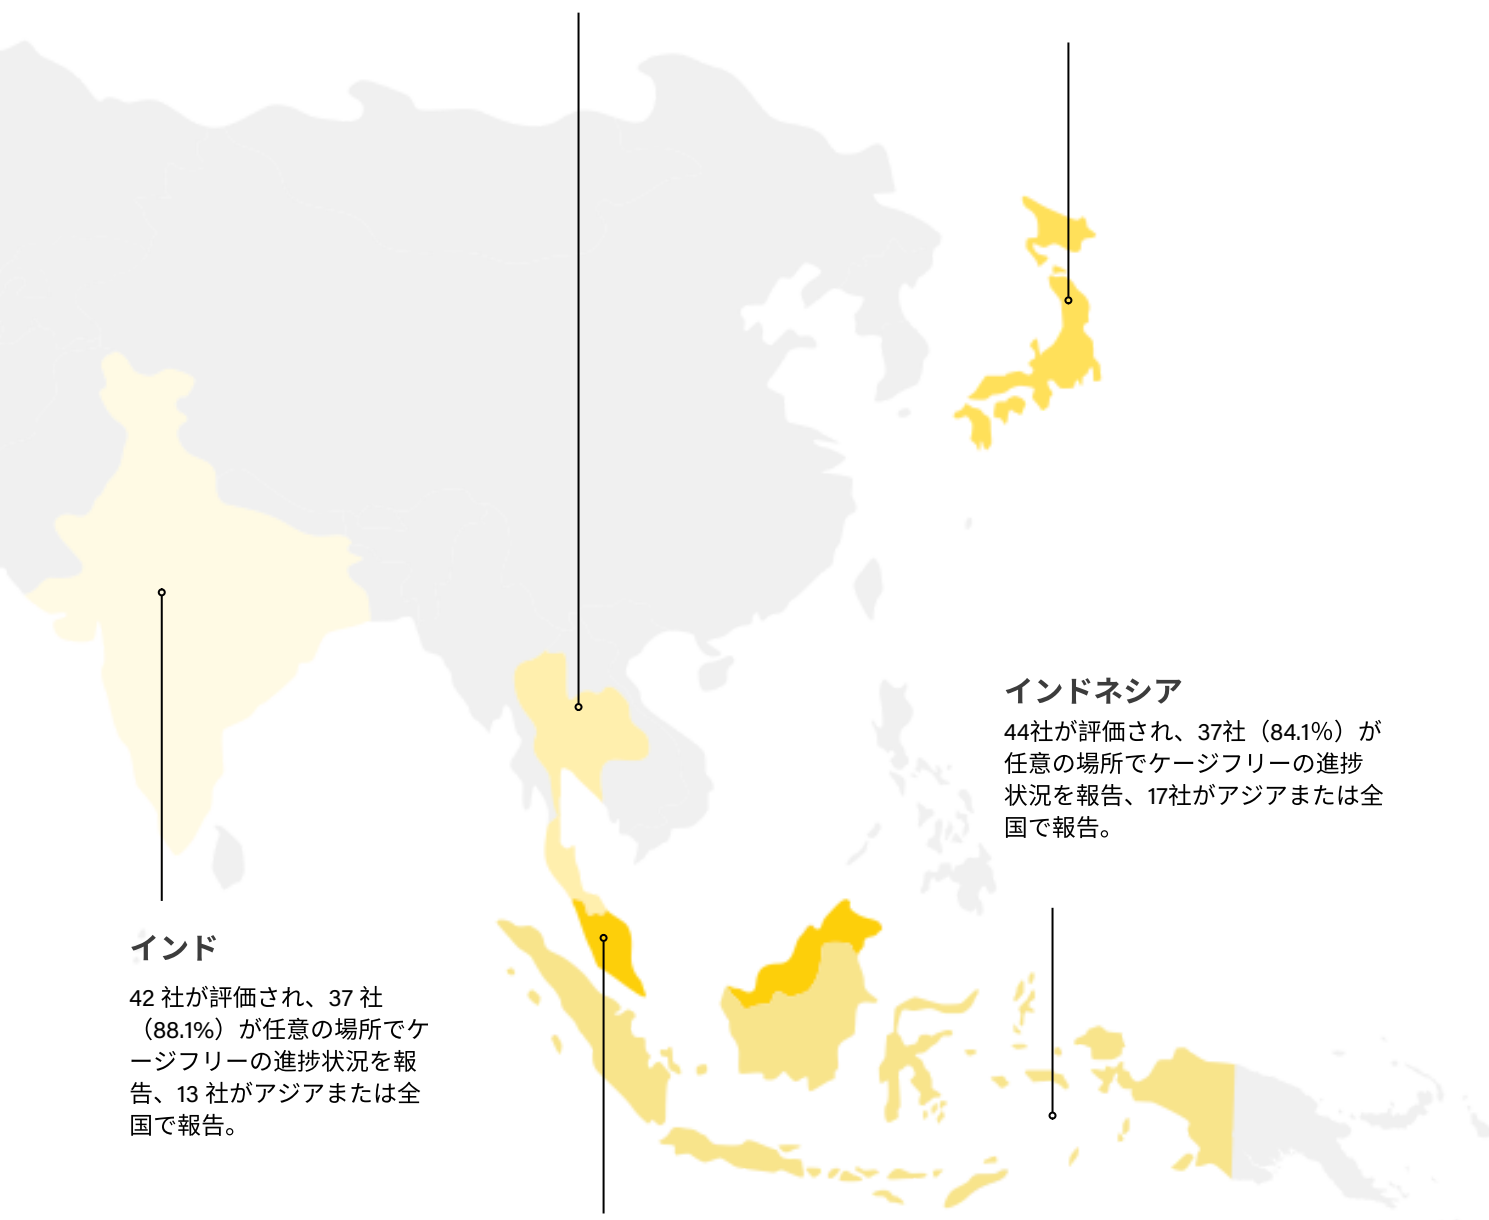 インドネシア
44社が評価され、37社（84.1%）が
任意の場所でケージフリーの進捗
状況を報告、17社がアジアまたは全
国で報告。
インド
42 社が評価され、37 社
（88.1%）が任意の場所でケ
ージフリーの進捗状況を報
告、13 社がアジアまたは全
国で報告。